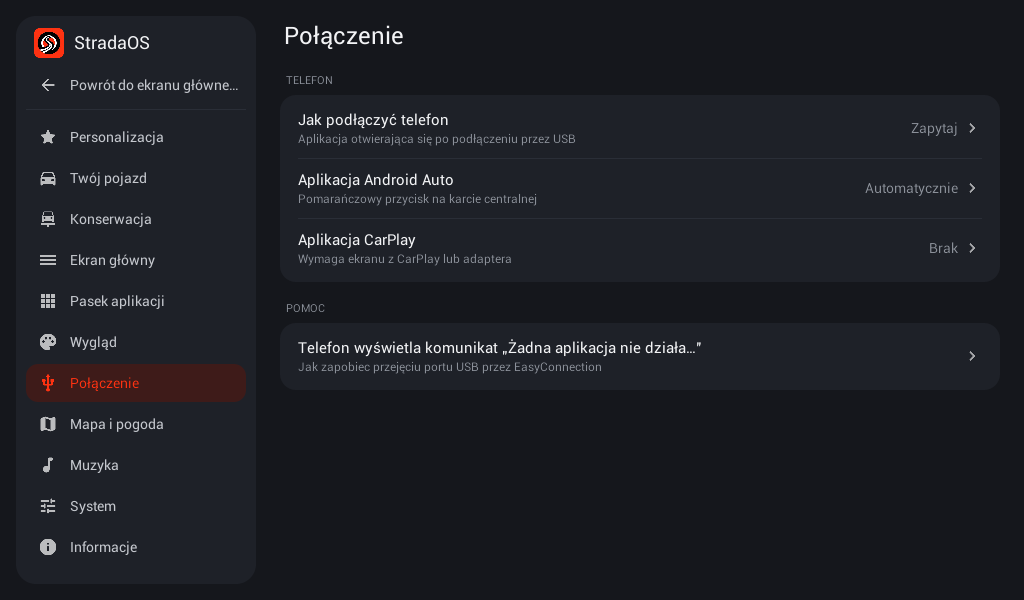 StradaOS
Powrót do ekranu główne...
Personalizacja
Twój pojazd
Konserwacja
Ekran główny
Pasek aplikacji
Wygląd
Połączenie
Mapa i pogoda
Muzyka
System
Informacje
Połączenie
TELEFON
Jak podłączyć telefon
Aplikacja otwierająca się po podłączeniu przez USB
Zapytaj
Aplikacja Android Auto
Pomarańczowy przycisk na karcie centralnej
Automatycznie
Aplikacja CarPlay
Wymaga ekranu z CarPlay lub adaptera
Brak
POMOC
Telefon wyświetla komunikat „Żadna aplikacja nie działa…”
Jak zapobiec przejęciu portu USB przez EasyConnection